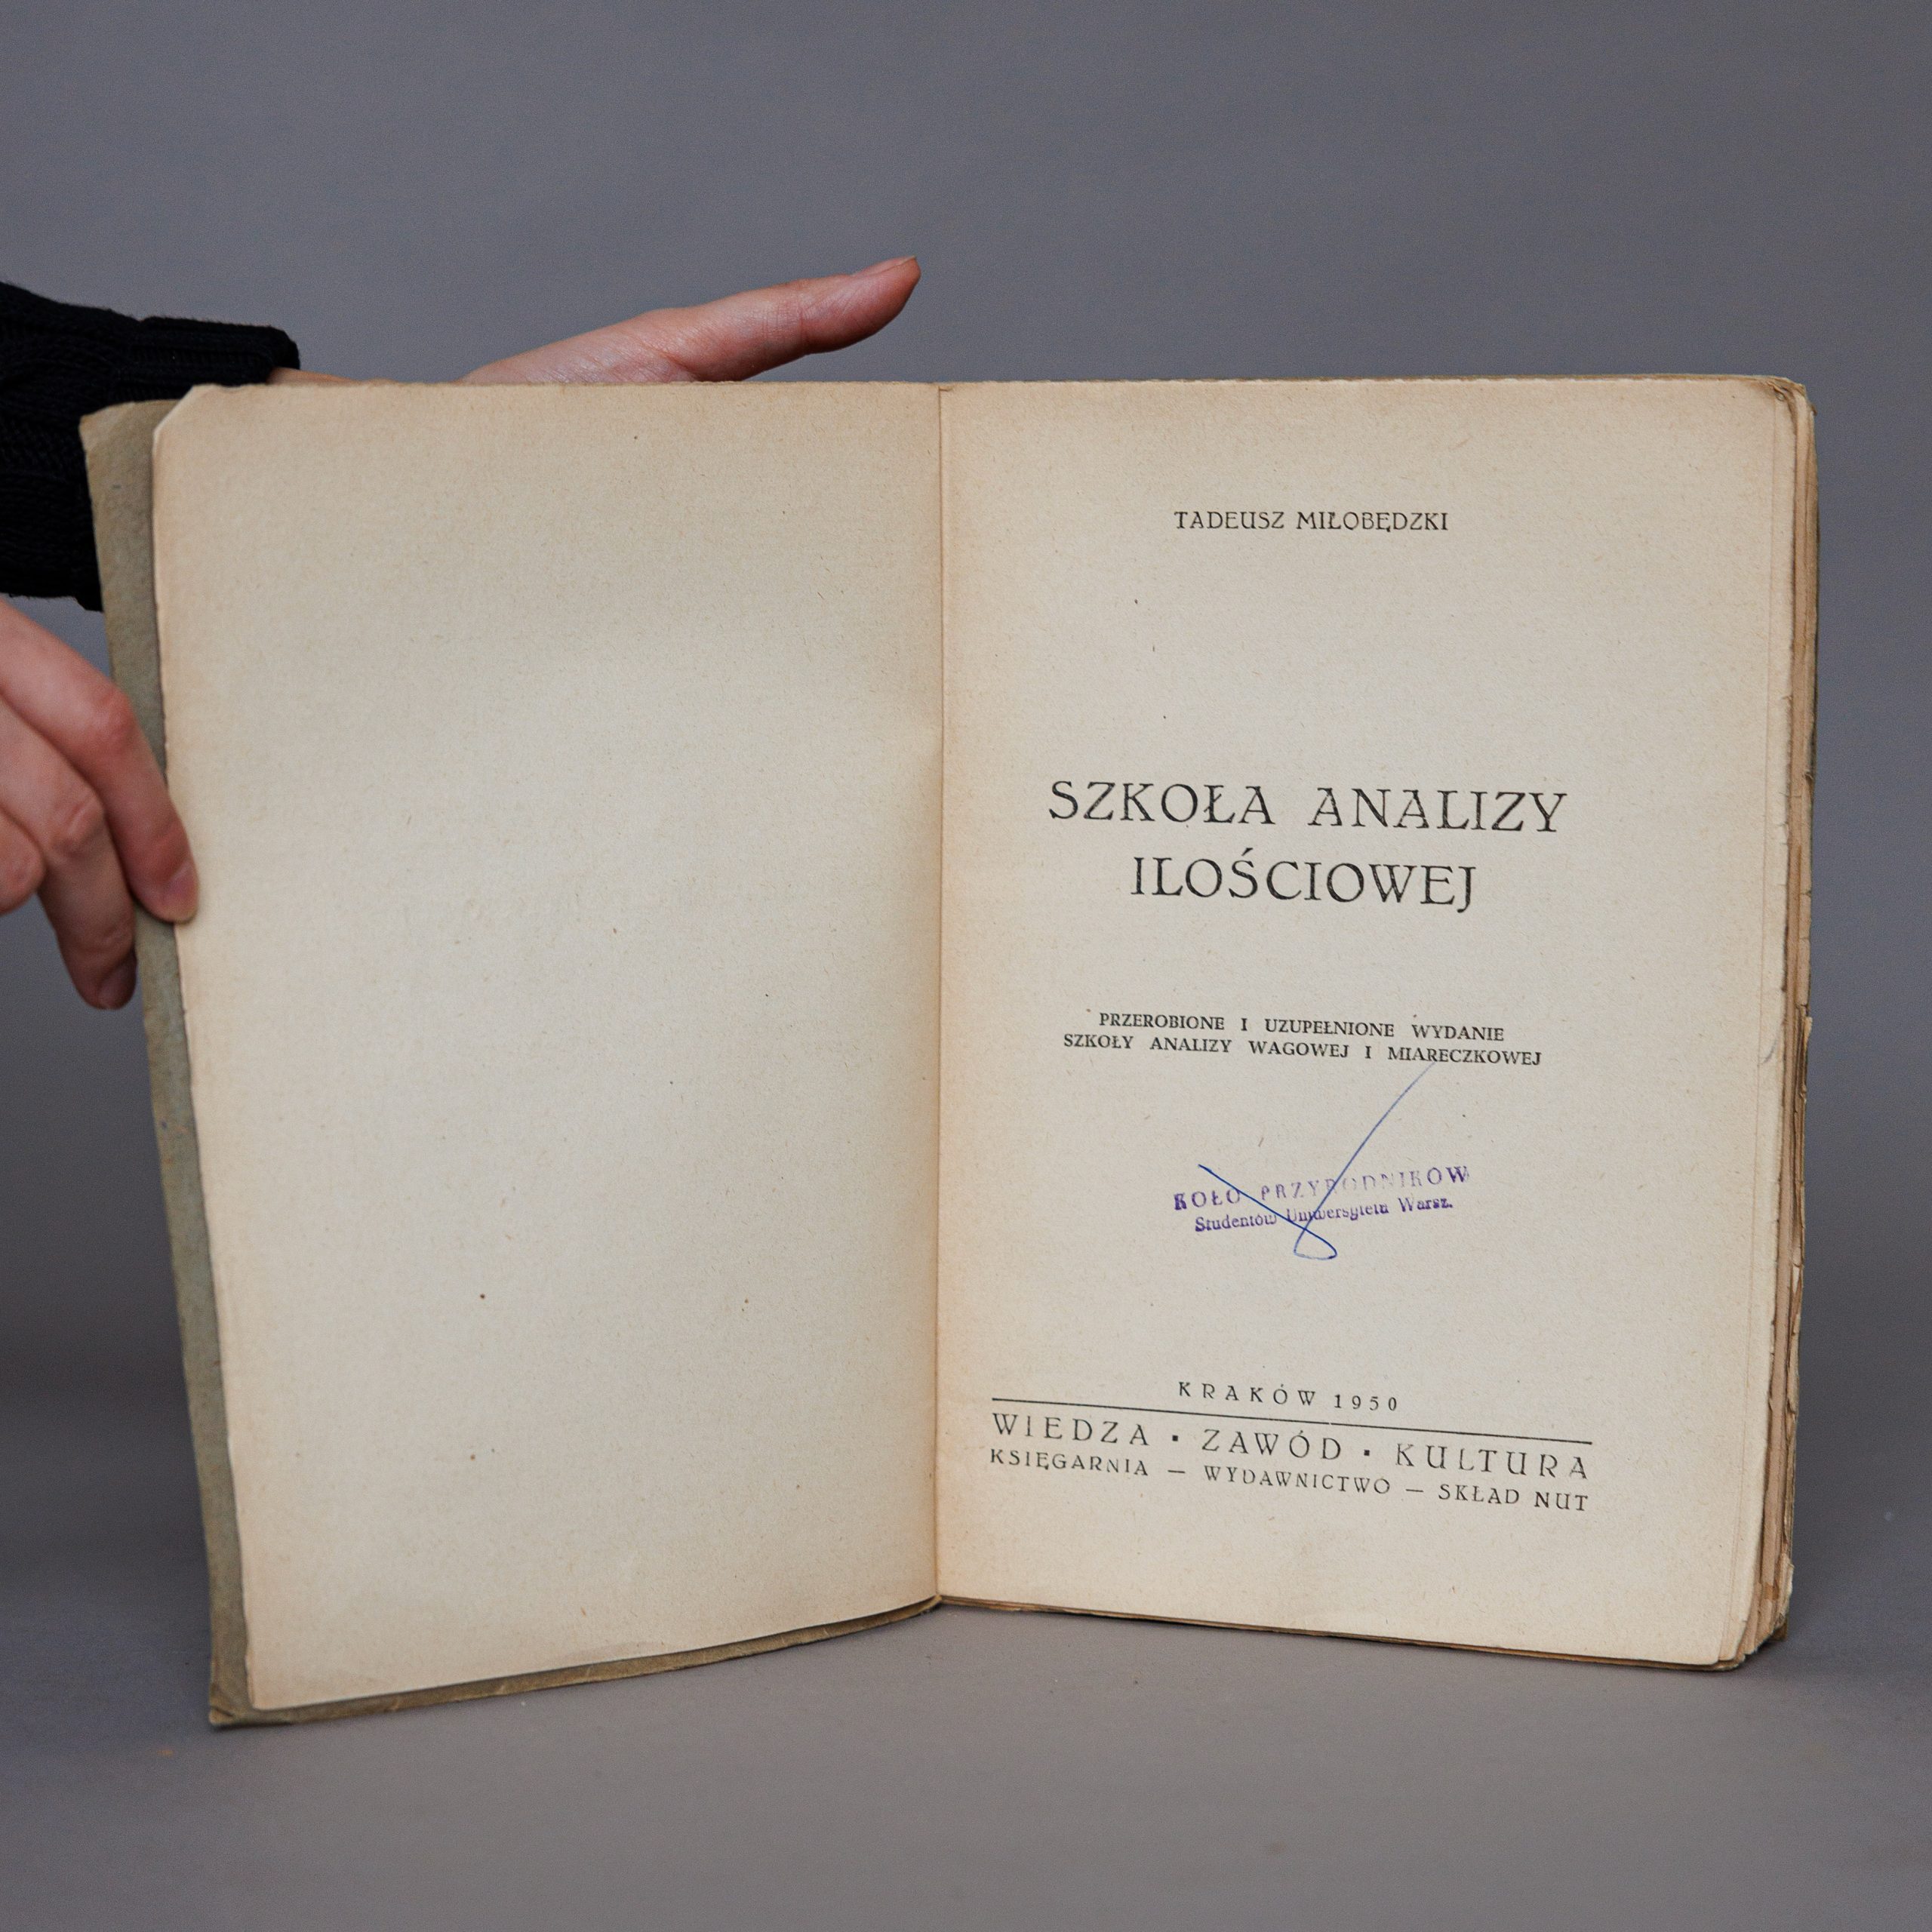 TADEUSZ MIŁOBĘDZKI
SZKOŁA ANALIZY
ILOŚCIOWEJ
PRZEROBIONE I UZUPEŁNIONE WYDANIE
SZKOŁY ANALIZY WAGOWEJ I MIARECZKOWEJ
KOŁO PRZYRODNIKÓW
Studentów Uniwersytetu Warsz.
KRAKÓW 1950
WIEDZA • ZAWÓD • KULTURA
KSIĘGARNIA — WYDAWNICTWO — SKŁAD NUT